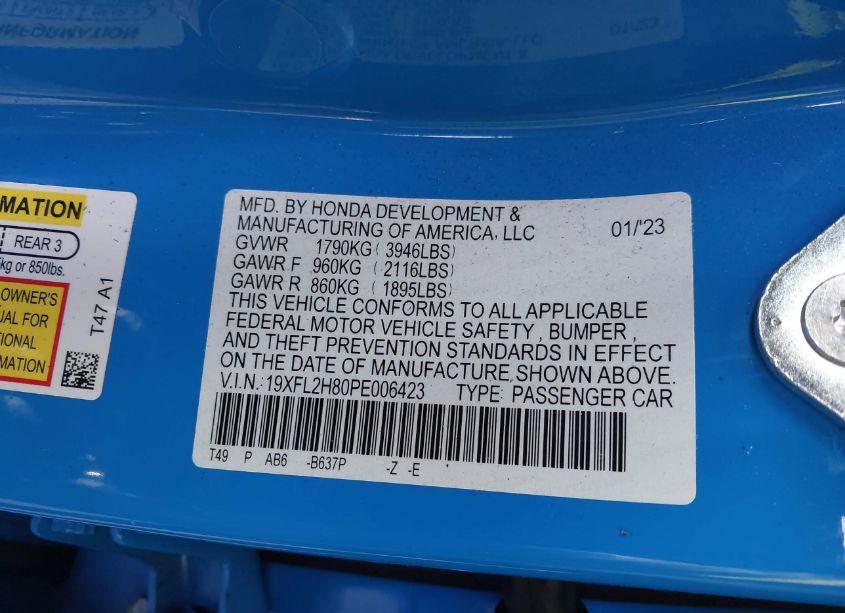 MATION
REAR 3
kg or 850lbs.
OWNER'S
UAL FOR
TIONAL
RMATION
T47 A1
MFD. BY HONDA DEVELOPMENT &
MANUFACTURING OF AMERICA, LLC 01/'23
GVWR 1790KG ( 3946LBS)
GAWR F 960KG ( 2116LBS)
GAWR R 860KG ( 1895LBS)
THIS VEHICLE CONFORMS TO ALL APPLICABLE
FEDERAL MOTOR VEHICLE SAFETY, BUMPER,
AND THEFT PREVENTION STANDARDS IN EFFECT
ON THE DATE OF MANUFACTURE SHOWN ABOVE.
V.I.N.: 19XFL2H80PE006423 TYPE: PASSENGER CAR
T49 P AB6 -B637P -Z -E